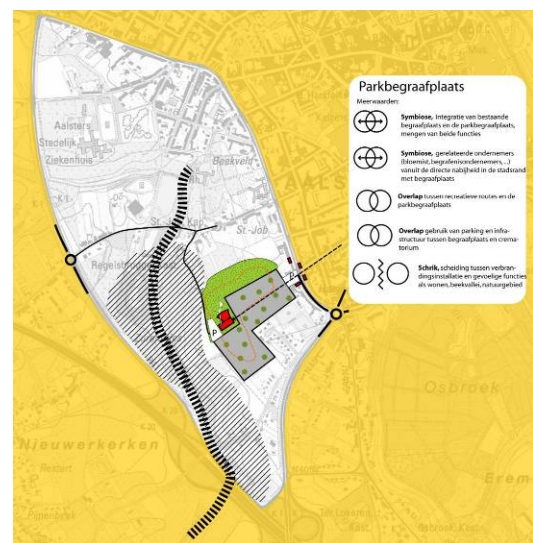 Parkbegraafplaats
Meerwaarden:
Symbiose, integratie van bestaande
begraafplaats en de parkbegraafplaats,
mengen van beide functies
Symbiose, gerelateerde ondernemers
(bloemist, begrafenisondernemers,...)
vanuit de directe nabijheid in de stadsrand
met begraafplaats
Overlap tussen recreatieve routes en de
parkbegraafplaats
Overlap gebruik van parking en infra-
structuur tussen begraafplaats en crema-
torium
Schrik, scheiding tussen verbran-
dingsinstallatie en gevoelige functies
als wonen, beekvallei, natuurgebied
Aalsters
Stedelijk
Ziekenhuis
Beekveld
AALS
St.-Job
P
P
Osbroek
Nieuwerkerken
Erem